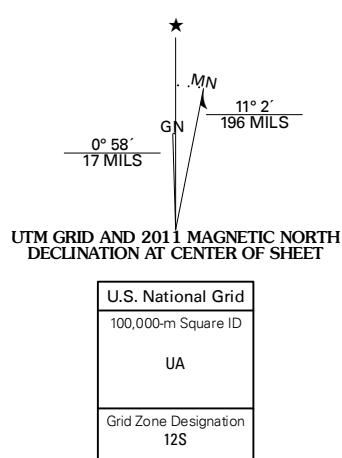 ★
MN
GN
11° 2´
196 MILS
0° 58´
17 MILS
UTM GRID AND 2011 MAGNETIC NORTH
DECLINATION AT CENTER OF SHEET
U.S. National Grid
100,000-m Square ID
UA
Grid Zone Designation
12S